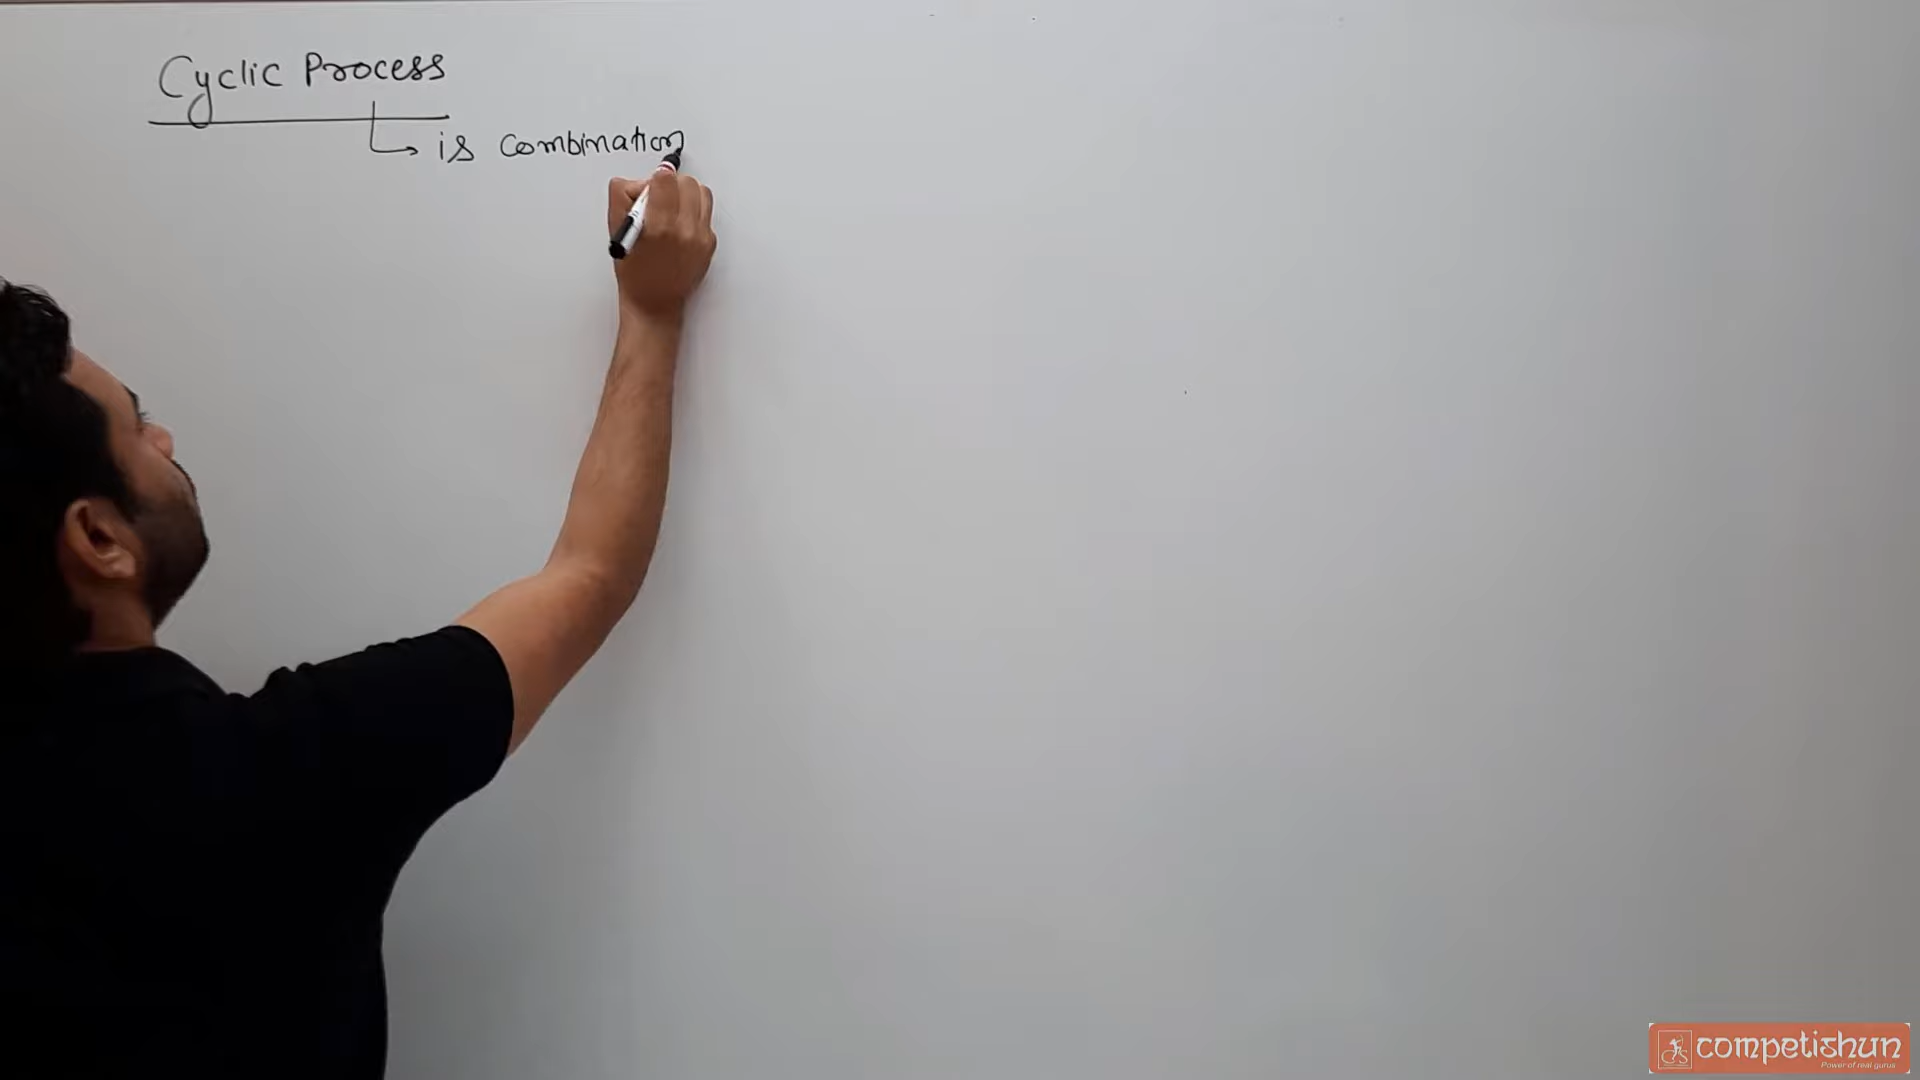 Cyclic Process
is combination
competishun
Power of real gurus